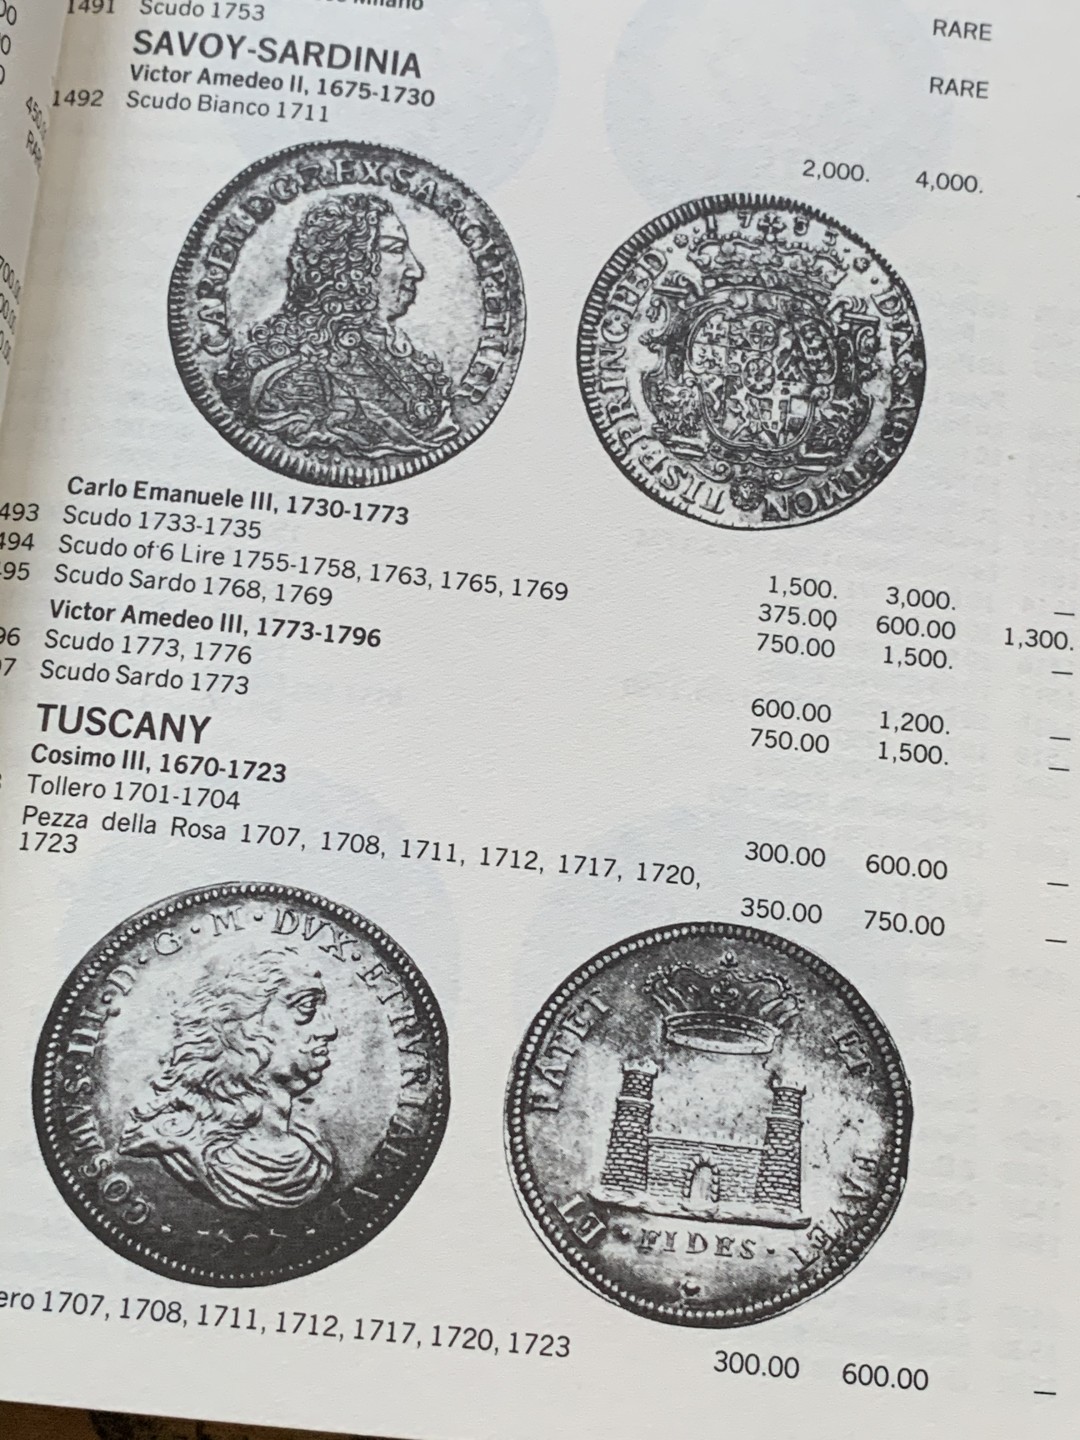 1491 Scudo 1753 RARE
SAVOY-SARDINIA
Victor Amedeo II, 1675-1730 RARE
1492 Scudo Bianco 1711
2,000. 4,000.
CAR·EM·D·G·REX·SAR·CYP·ET·IER
1733
DVX·SAB·ET·MON TISF·PRINC·PED·
Carlo Emanuele III, 1730-1773
493 Scudo 1733-1735 1,500. 3,000. —
494 Scudo of 6 Lire 1755-1758, 1763, 1765, 1769 375.00 600.00 1,300.
95 Scudo Sardo 1768, 1769 750.00 1,500. —
Victor Amedeo III, 1773-1796
96 Scudo 1773, 1776 600.00 1,200. —
97 Scudo Sardo 1773 750.00 1,500. —
TUSCANY
Cosimo III, 1670-1723
Tollero 1701-1704 300.00 600.00 —
Pezza della Rosa 1707, 1708, 1711, 1712, 1717, 1720,
1723 350.00 750.00 —
COSMVS·III·D·G·M·DVX·ETRVRIAE·VI
ET PATET ET FAVET
·FIDES·
ero 1707, 1708, 1711, 1712, 1717, 1720, 1723 300.00 600.00 —